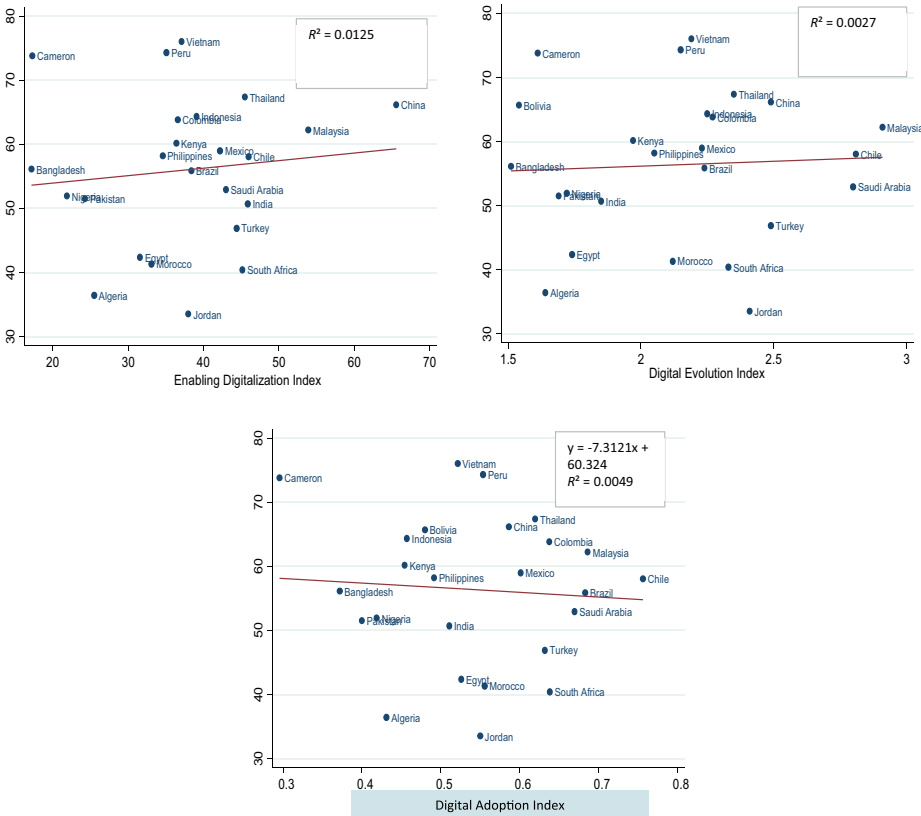 80
70
60
50
40
30
R² = 0.0125
Vietnam
Peru
Cameron
Thailand
China
Indonesia
Colombia
Malaysia
Kenya
Mexico
Philippines
Chile
Bangladesh
Brazil
Saudi Arabia
Nigeria
Pakistan
India
Turkey
Egypt
Morocco
South Africa
Algeria
Jordan
20 30 40 50 60 70
Enabling Digitalization Index
80
70
60
50
40
30
R² = 0.0027
Vietnam
Peru
Cameron
Thailand
Bolivia
China
Indonesia
Colombia
Malaysia
Kenya
Mexico
Philippines
Chile
Bangladesh
Brazil
Saudi Arabia
Nigeria
Pakistan
India
Turkey
Egypt
Morocco
South Africa
Algeria
Jordan
1.5 2 2.5 3
Digital Evolution Index
80
70
60
50
40
30
y = -7.3121x +
60.324
R² = 0.0049
Vietnam
Peru
Cameron
Thailand
China
Bolivia
Indonesia
Colombia
Malaysia
Kenya
Mexico
Philippines
Chile
Bangladesh
Brazil
Saudi Arabia
Nigeria
Pakistan
India
Turkey
Egypt
Morocco
South Africa
Algeria
Jordan
0.3 0.4 0.5 0.6 0.7 0.8
Digital Adoption Index